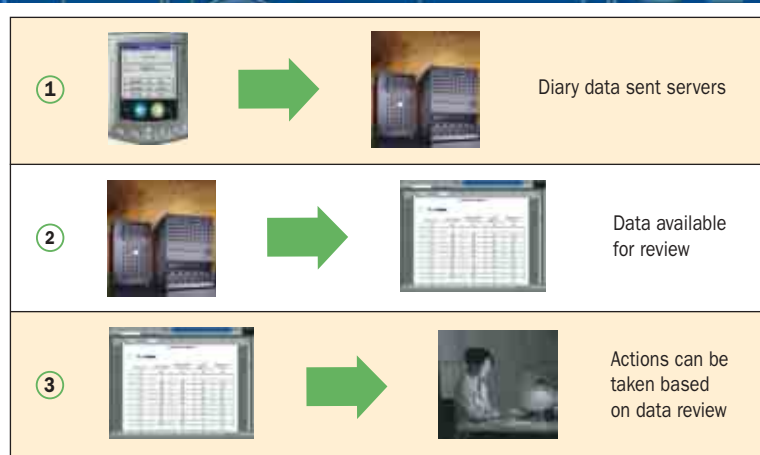 1
Diary data sent servers
2
Data available
for review
3
Actions can be
taken based
on data review